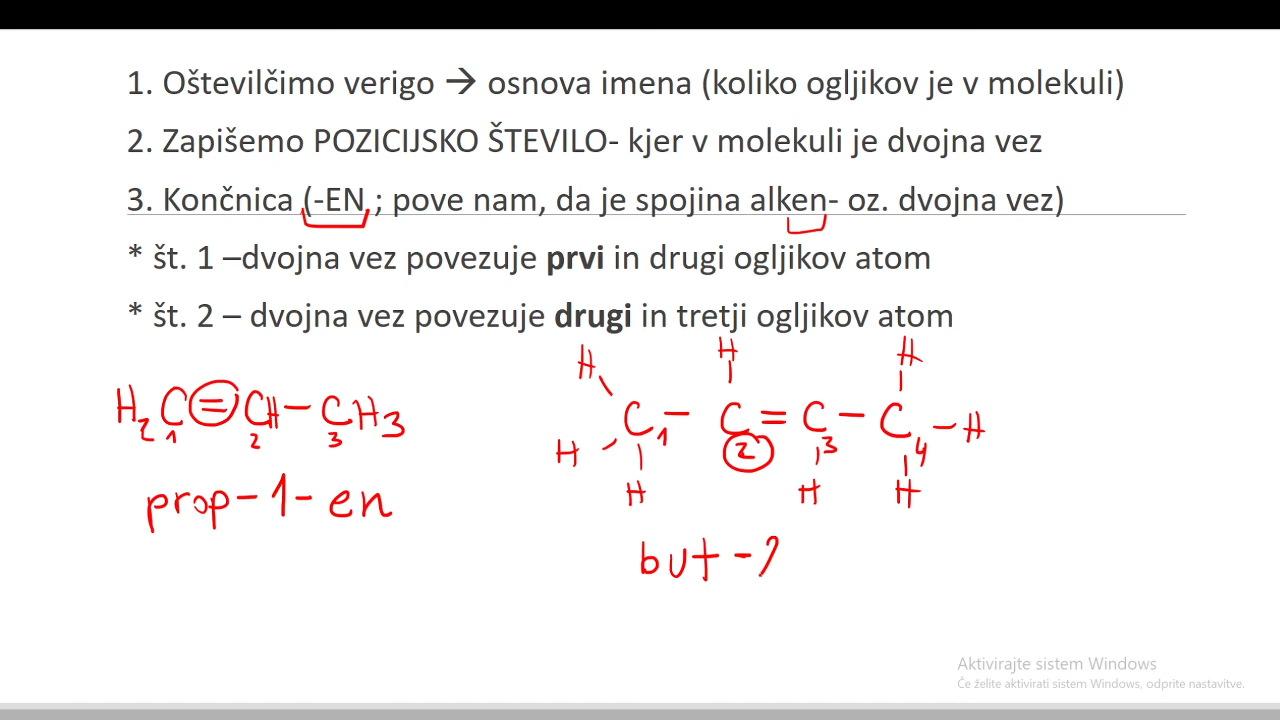 1. Oštevilčimo verigo → osnova imena (koliko ogljikov je v molekuli)
2. Zapišemo POZICIJSKO ŠTEVILO- kjer v molekuli je dvojna vez
3. Končnica (-EN ; pove nam, da je spojina alken- oz. dvojna vez)
* št. 1 –dvojna vez povezuje prvi in drugi ogljikov atom
* št. 2 – dvojna vez povezuje drugi in tretji ogljikov atom
H H H
H₂C = CH – CH3
1 2 3
C – C = C – C – H
H 1 2 3 4
H H H
prop-1-en
but-
Aktivirajte sistem Windows
Če želite aktivirati sistem Windows, odprite nastavitve.